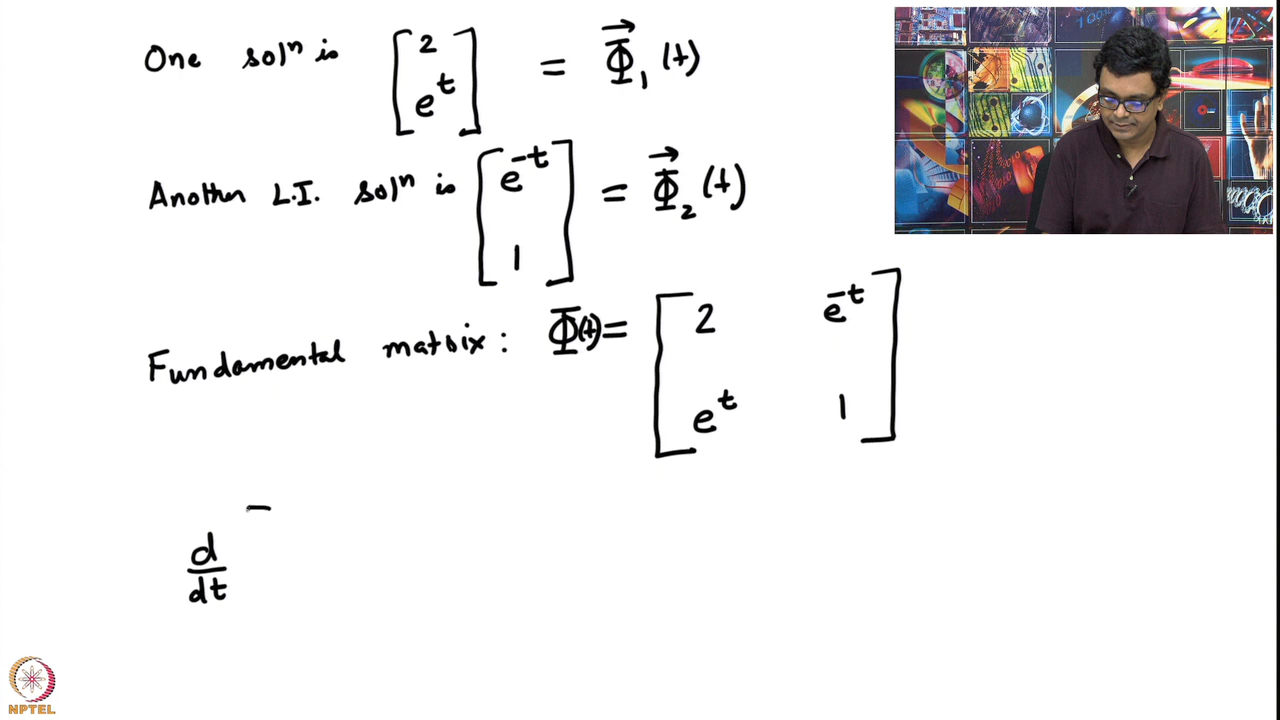 One solⁿ is [2 e^t] = Φ⃗₁(t)
Another L.I. solⁿ is [e^-t 1] = Φ⃗₂(t)
Fundamental matrix: Φ(t) = [2 e^-t
e^t 1]
d/dt
NPTEL